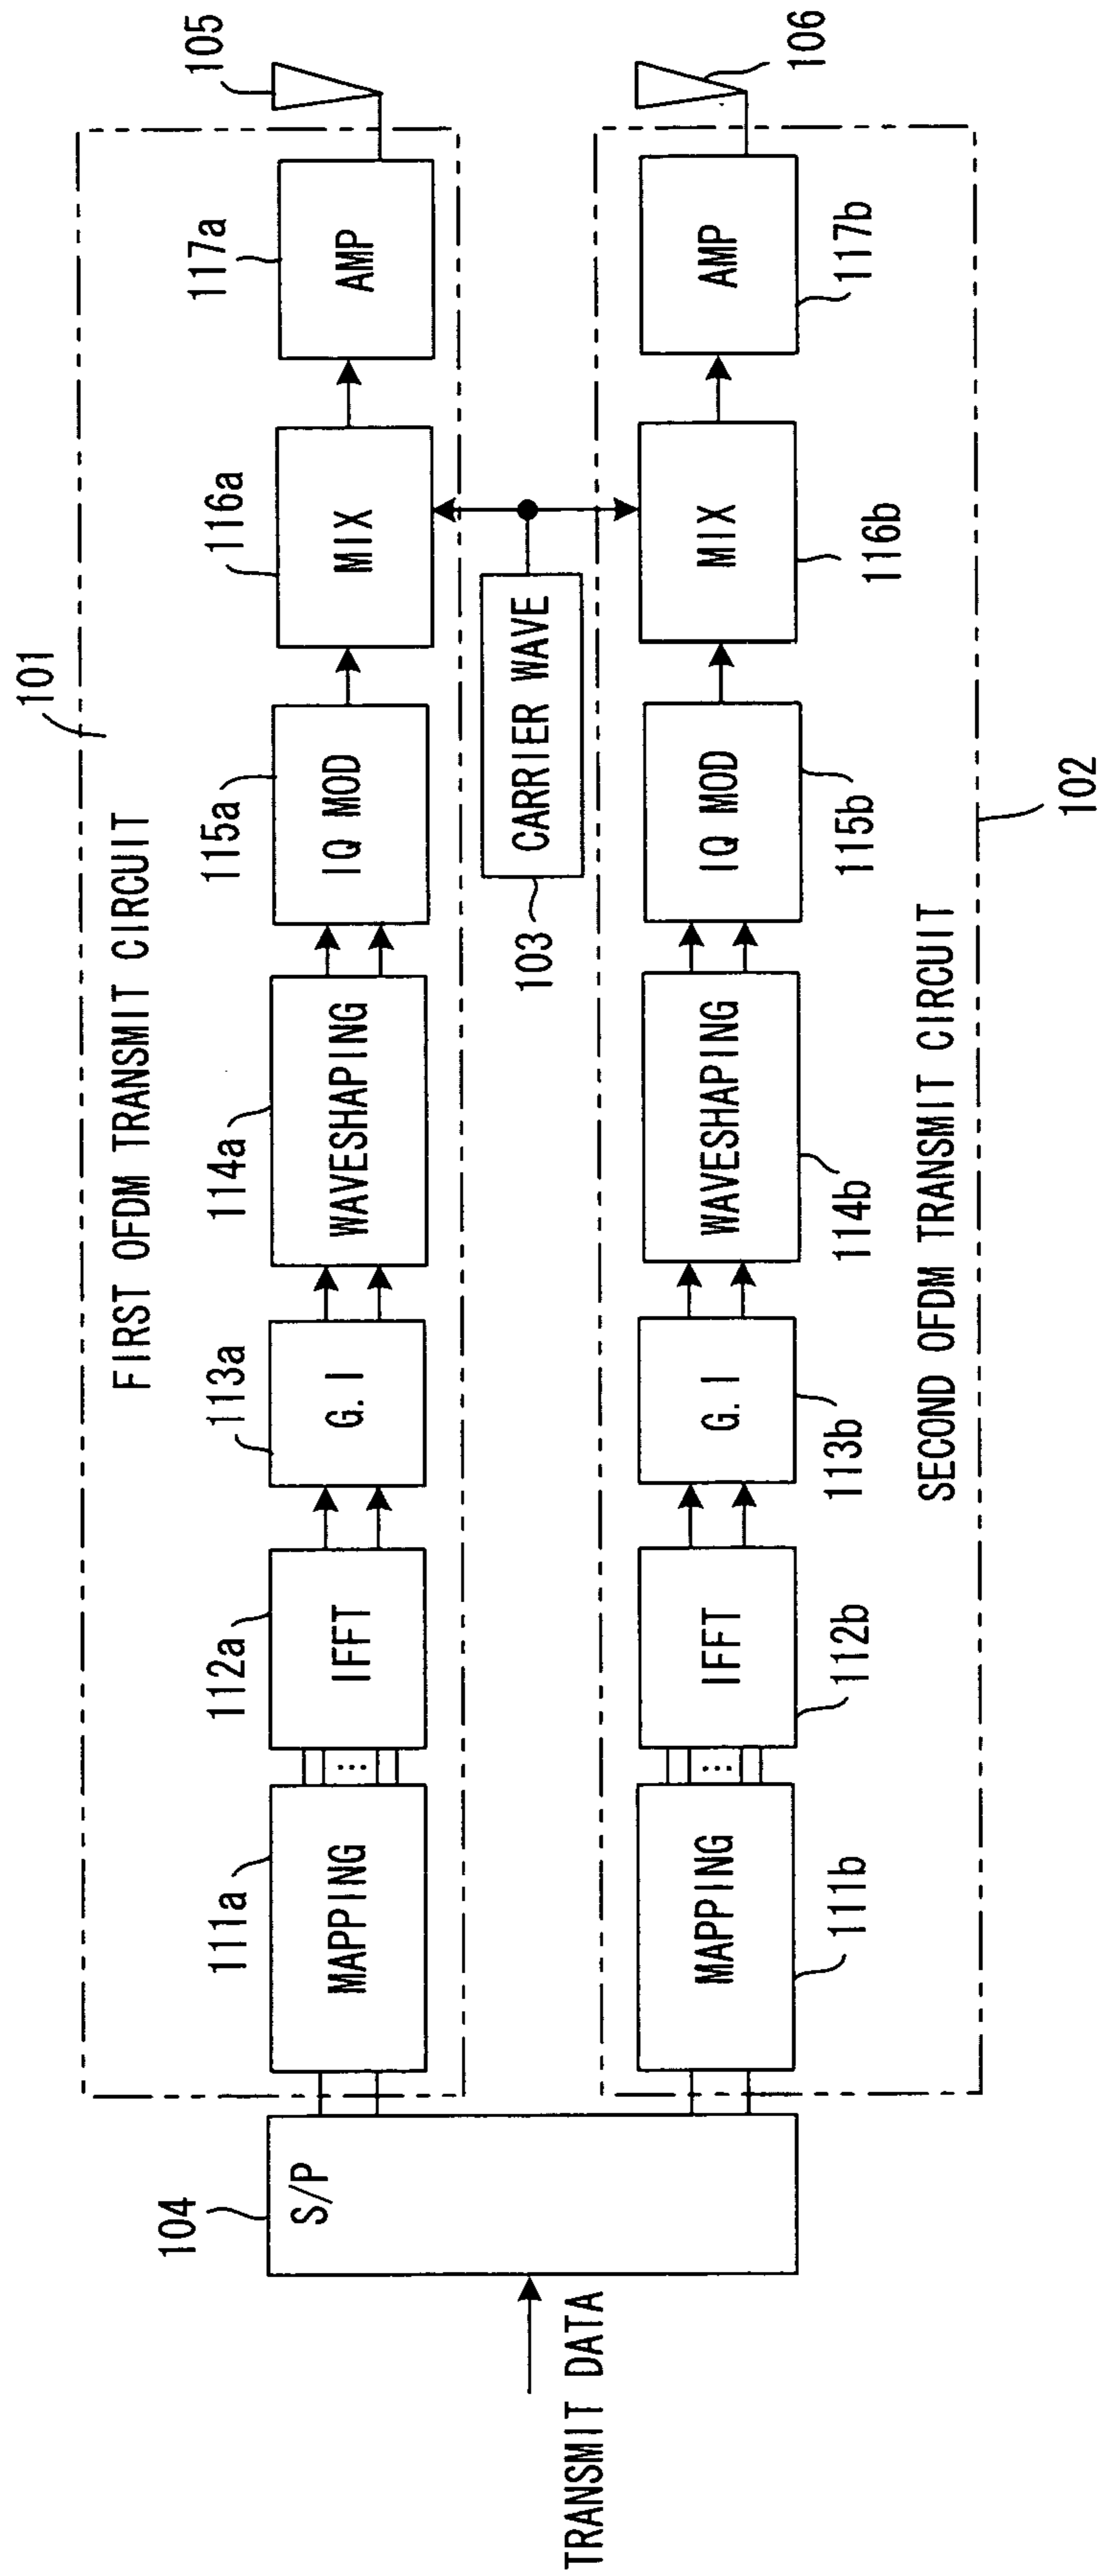 TRANSMIT DATA
104
S/P
101
FIRST OFDM TRANSMIT CIRCUIT
111a
MAPPING
...
112a
IFFT
113a
G.I
114a
WAVESHAPING
115a
IQ MOD
116a
MIX
117a
AMP
105
103
CARRIER WAVE
MAPPING
111b
...
IFFT
112b
G.I
113b
WAVESHAPING
114b
IQ MOD
115b
MIX
116b
AMP
117b
106
SECOND OFDM TRANSMIT CIRCUIT
102